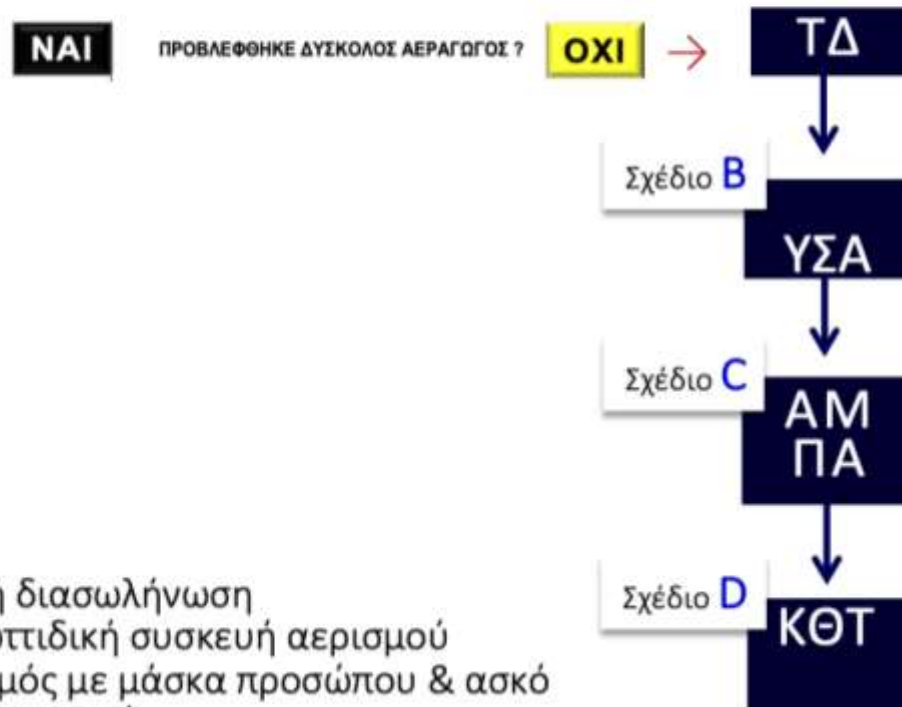 ΝΑΙ ΠΡΟΒΛΕΦΘΗΚΕ ΔΥΣΚΟΛΟΣ ΑΕΡΑΓΩΓΟΣ ? ΟΧΙ → ΤΔ
Σχέδιο B
ΥΣΑ
Σχέδιο C
ΑΜ
ΠΑ
Σχέδιο D
ΚΘΤ
διασωλήνωση
συσκευή αερισμού
με μάσκα προσώπου & ασκό